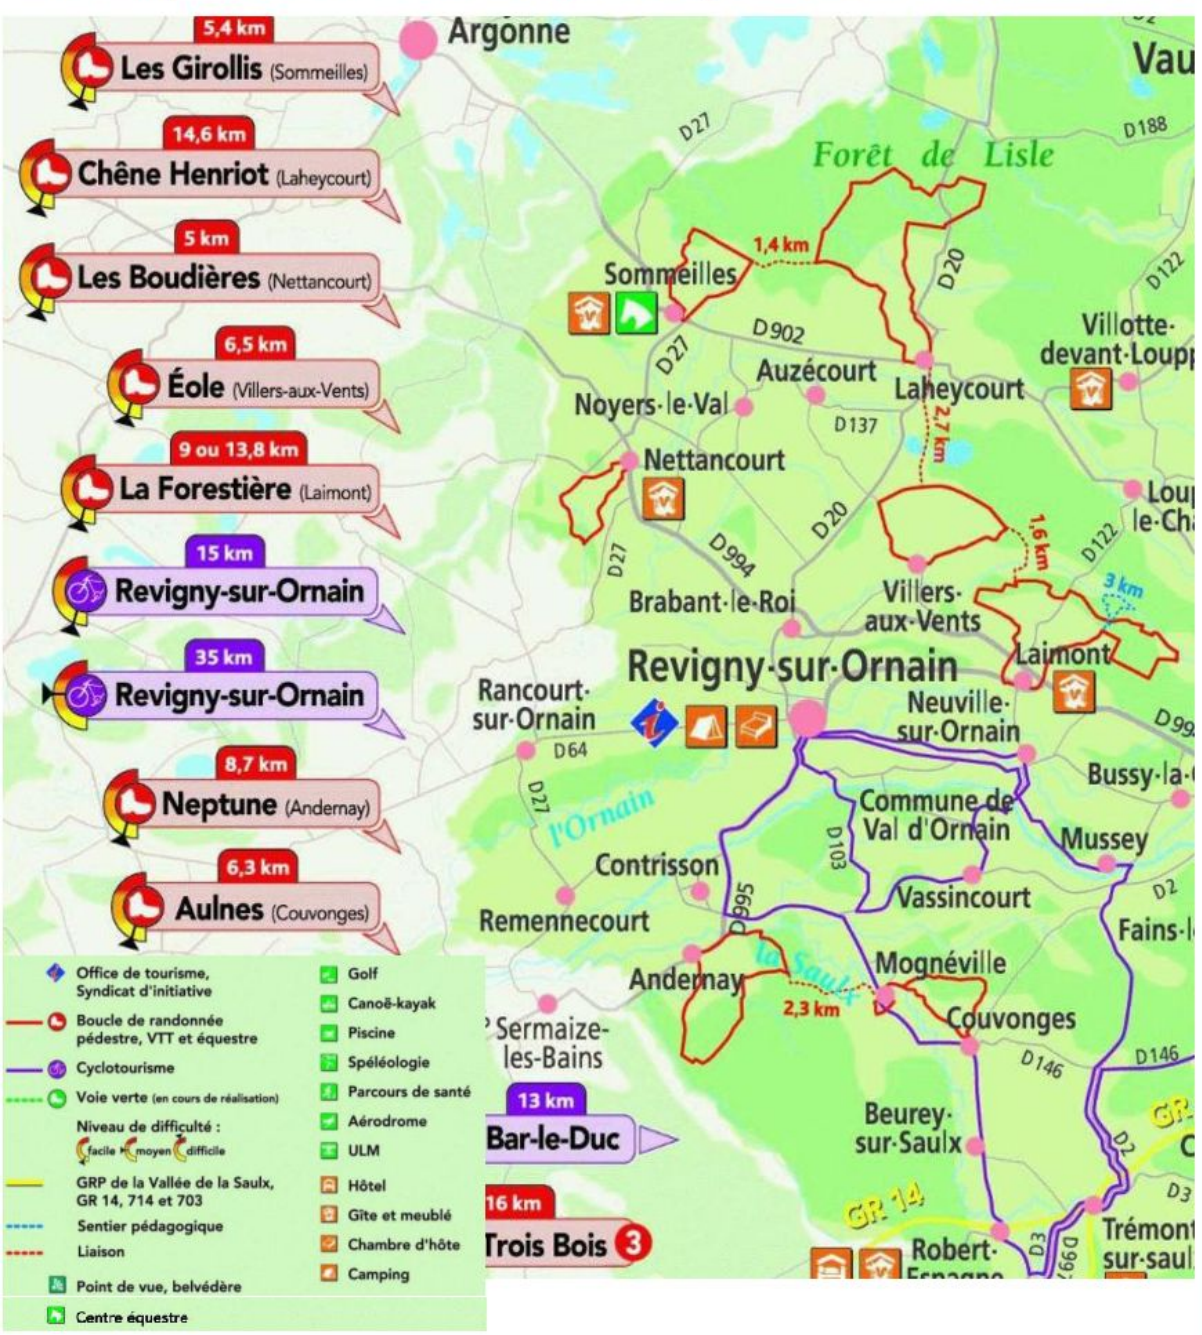 5,4 km
Les Girollis (Sommeilles)
14,6 km
Chêne Henriot (Laheycourt)
5 km
Les Boudières (Nettancourt)
6,5 km
Éole (Villers-aux-Vents)
9 ou 13,8 km
La Forestière (Laimont)
15 km
Revigny-sur-Ornain
35 km
Revigny-sur-Ornain
8,7 km
Neptune (Andernay)
6,3 km
Aulnes (Couvonges)
Office de tourisme,
Syndicat d'initiative
Boucle de randonnée
pédestre, VTT et équestre
Cyclotourisme
Voie verte (en cours de réalisation)
Niveau de difficulté :
facile moyen difficile
GRP de la Vallée de la Saulx,
GR 14, 714 et 703
Sentier pédagogique
Liaison
Point de vue, belvédère
Centre équestre
Golf
Canoë-kayak
Piscine
Spéléologie
Parcours de santé
Aérodrome
ULM
Hôtel
Gîte et meublé
Chambre d'hôte
Camping
13 km
Bar-le-Duc
16 km
Trois Bois 3
Argonne
Vau
D27
D188
Forêt de Lisle
1,4 km
Sommeilles
D20
D122
D902
D27
Villotte-
devant-Loupp
Auzécourt
Laheycourt
Noyers-le-Val
D137
2,7 km
Nettancourt
Lou
le-Ch
D20
1,6 km
D122
D27
D994
3 km
Brabant-le-Roi
Villers-
aux-Vents
Revigny-sur-Ornain
Laimont
Rancourt-
sur-Ornain
Neuville-
sur-Ornain
D64
D99
Bussy-la-
D27
l'Ornain
Commune de
Val d'Ornain
D103
Mussey
Contrisson
Vassincourt
D2
D995
Remennecourt
Fains-l
la Saulx
Mognéville
Andernay
2,3 km
Couvonges
Sermaize-
les-Bains
D146
D146
Beurey-
sur-Saulx
GR
D2
C
D3
GR 14
Trémont
sur-saul
Robert-
Espagne
D3
D997